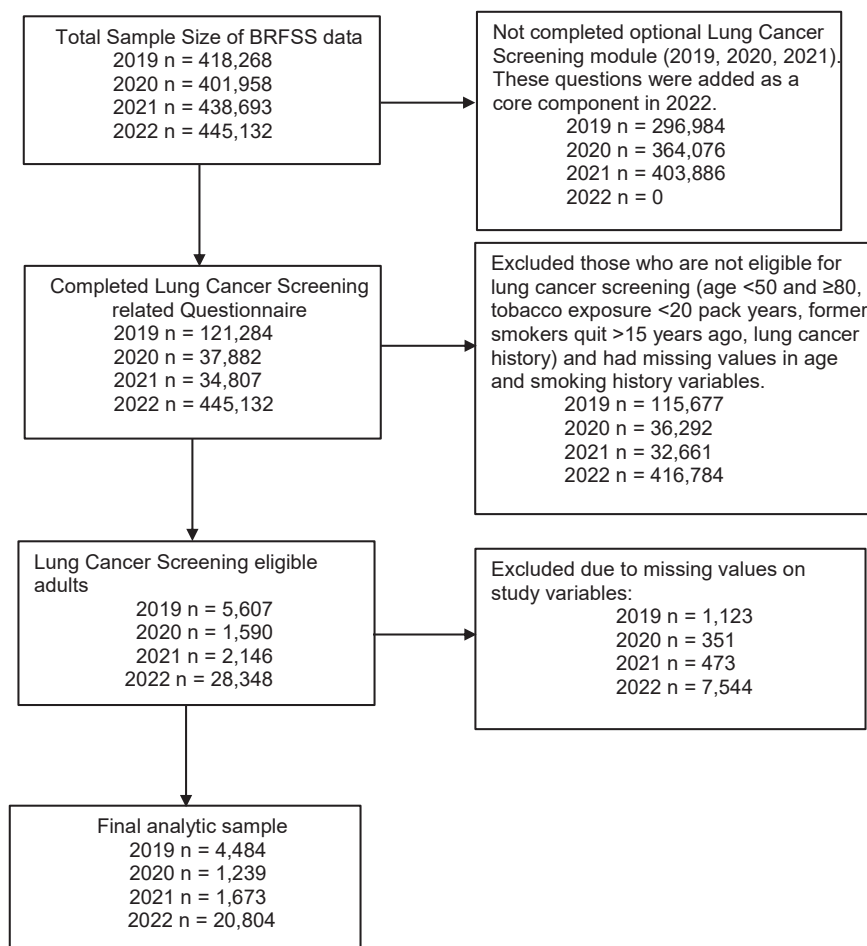 Total Sample Size of BRFSS data
2019 n = 418,268
2020 n = 401,958
2021 n = 438,693
2022 n = 445,132
Not completed optional Lung Cancer
Screening module (2019, 2020, 2021).
These questions were added as a
core component in 2022.
2019 n = 296,984
2020 n = 364,076
2021 n = 403,886
2022 n = 0
Completed Lung Cancer Screening
related Questionnaire
2019 n = 121,284
2020 n = 37,882
2021 n = 34,807
2022 n = 445,132
Excluded those who are not eligible for
lung cancer screening (age <50 and ≥80,
tobacco exposure <20 pack years, former
smokers quit >15 years ago, lung cancer
history) and had missing values in age
and smoking history variables.
2019 n = 115,677
2020 n = 36,292
2021 n = 32,661
2022 n = 416,784
Lung Cancer Screening eligible
adults
2019 n = 5,607
2020 n = 1,590
2021 n = 2,146
2022 n = 28,348
Excluded due to missing values on
study variables:
2019 n = 1,123
2020 n = 351
2021 n = 473
2022 n = 7,544
Final analytic sample
2019 n = 4,484
2020 n = 1,239
2021 n = 1,673
2022 n = 20,804